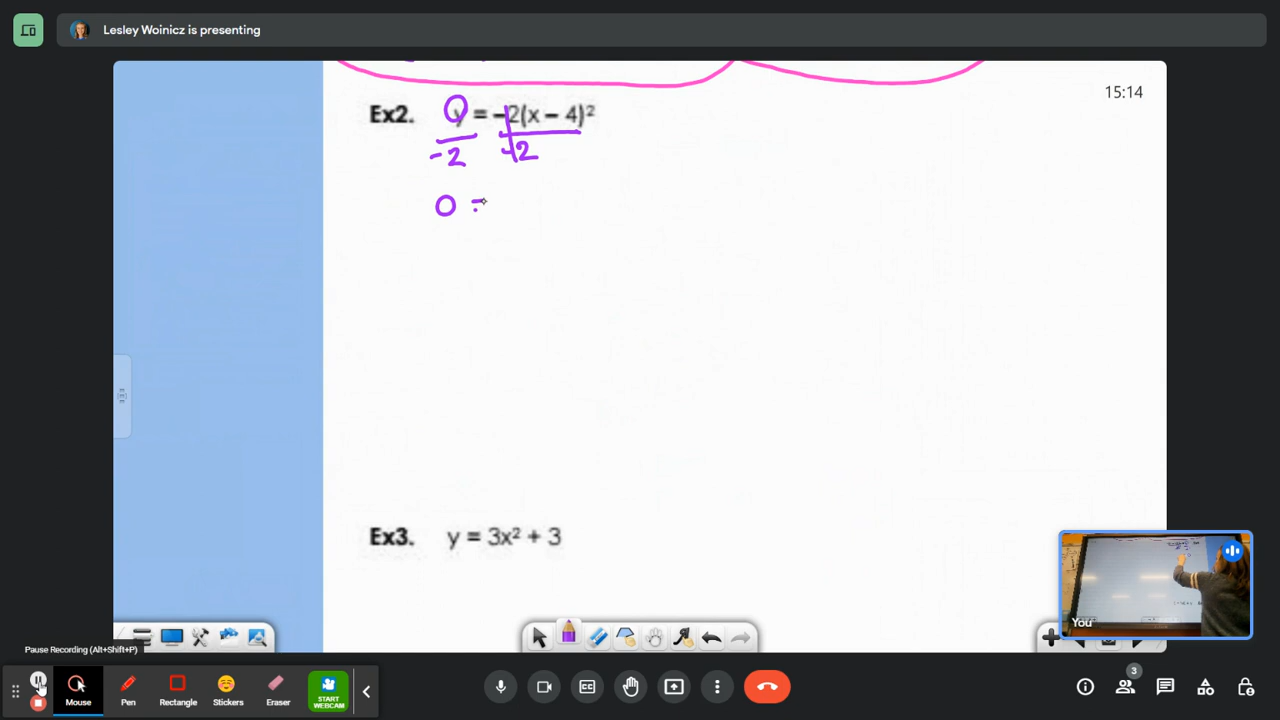 Lesley Woinicz is presenting
15:14
Ex2. y = -2(x - 4)²
0
-2 -2
0 =
Ex3. y = 3x² + 3
You
Pause Recording (Alt+Shift+P)
Mouse Pen Rectangle Stickers Eraser START WEBCAM
CC
3